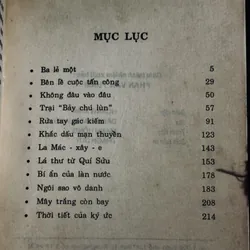 MỤC LỤC
• Ba lẻ một 5
• Bên lề cuộc tấn công 29
• Không đâu vào đâu 50
• Trại "Bảy chú lùn" 57
• Rửa tay gác kiếm 91
• Khắc dấu mạn thuyền 123
• La Mác - xây - e 143
• Lá thư từ Quí Sửu 153
• Bí ẩn của làn nước 178
• Ngôi sao vô danh 183
• Mây trắng còn bay 208
• Thời tiết của ký ức 214